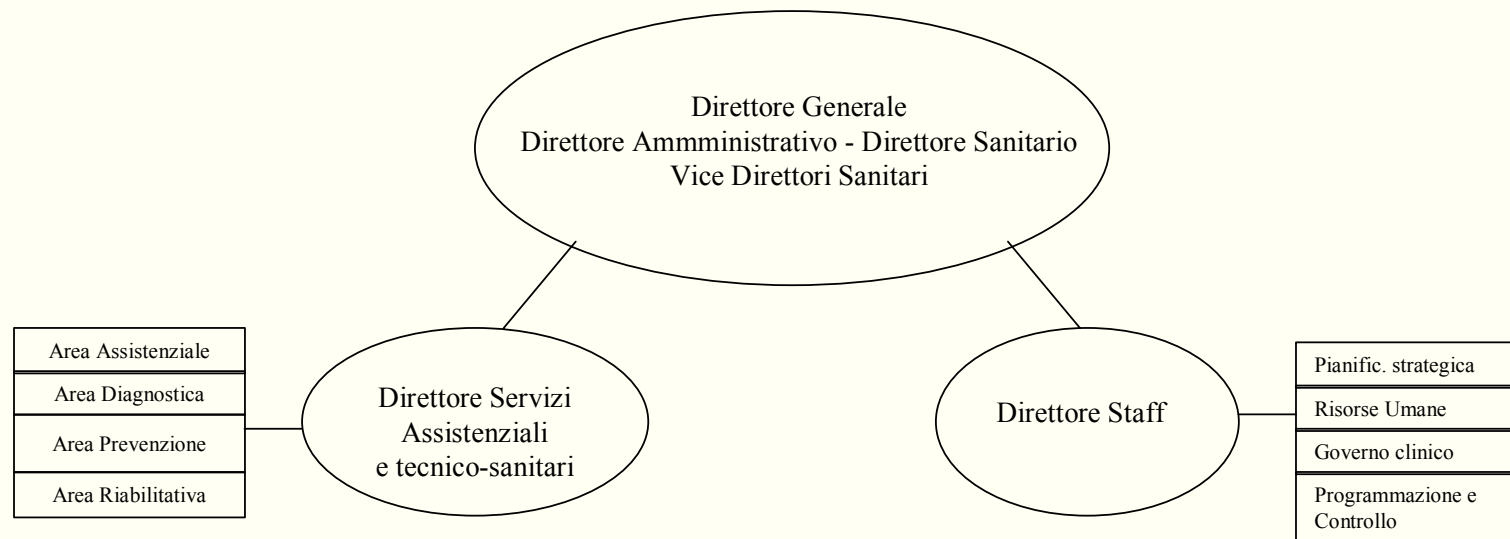 Direttore Generale
Direttore Ammministrativo - Direttore Sanitario
Vice Direttori Sanitari
Area Assistenziale
Area Diagnostica
Area Prevenzione
Area Riabilitativa
Direttore Servizi
Assistenziali
e tecnico-sanitari
Direttore Staff
Pianific. strategica
Risorse Umane
Governo clinico
Programmazione e
Controllo